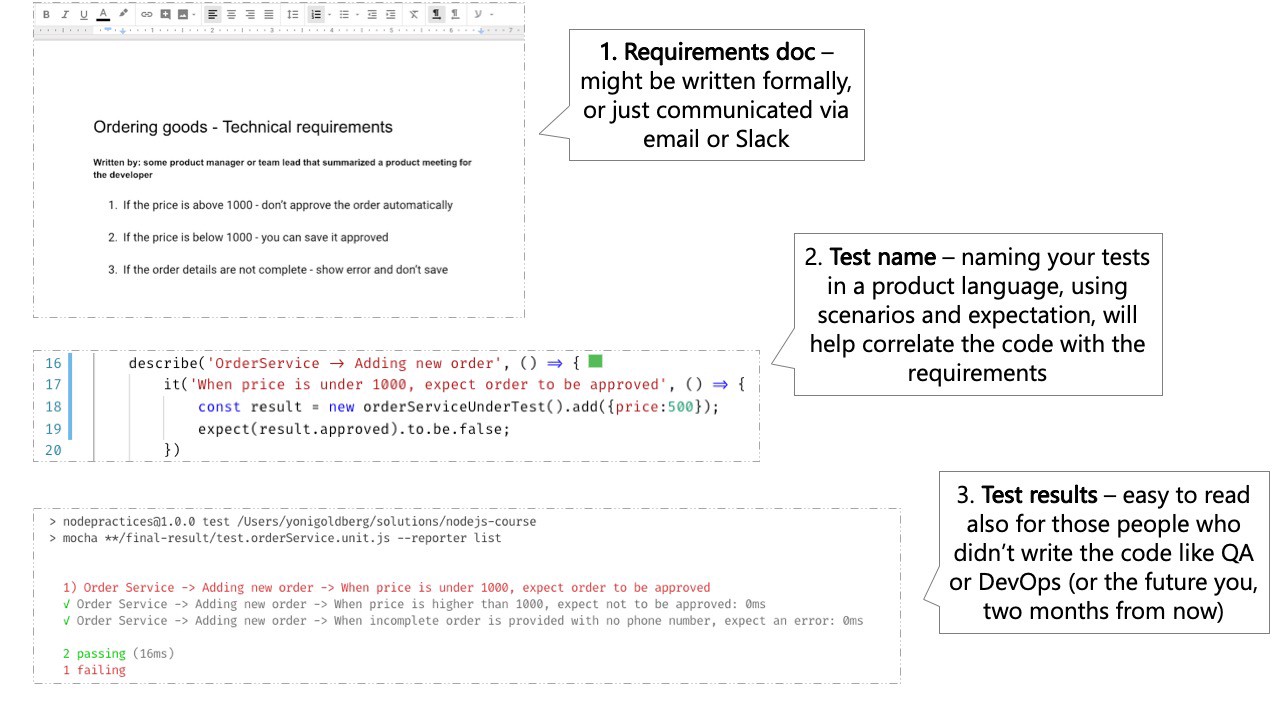 B I U A
1 2 3 4 5 6 7
1. Requirements doc –
might be written formally,
or just communicated via
email or Slack
Ordering goods - Technical requirements
Written by: some product manager or team lead that summarized a product meeting for
the developer
1. If the price is above 1000 - don't approve the order automatically
2. If the price is below 1000 - you can save it approved
3. If the order details are not complete - show error and don't save
2. Test name – naming your tests
in a product language, using
scenarios and expectation, will
help correlate the code with the
requirements
16 describe('OrderService → Adding new order', () ⇒ {
17 it('When price is under 1000, expect order to be approved', () ⇒ {
18 const result = new orderServiceUnderTest().add({price:500});
19 expect(result.approved).to.be.false;
20 })
3. Test results – easy to read
also for those people who
didn't write the code like QA
or DevOps (or the future you,
two months from now)
> nodepractices@1.0.0 test /Users/yonigoldberg/solutions/nodejs-course
> mocha **/final-result/test.orderService.unit.js --reporter list
1) Order Service -> Adding new order -> When price is under 1000, expect order to be approved
√ Order Service -> Adding new order -> When price is higher than 1000, expect not to be approved: 0ms
√ Order Service -> Adding new order -> When incomplete order is provided with no phone number, expect an error: 0ms
2 passing (16ms)
1 failing